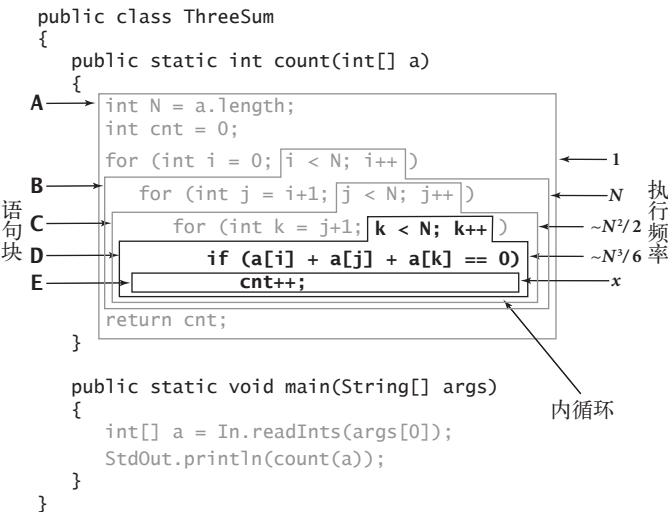 public class ThreeSum
{
public static int count(int[] a)
{
A
int N = a.length;
int cnt = 0;
for (int i = 0; i < N; i++)
1
B
for (int j = i+1; j < N; j++)
N
C
for (int k = j+1; k < N; k++)
~N²/2
D
if (a[i] + a[j] + a[k] == 0)
~N³/6
E
cnt++;
x
语句块
执行频率
return cnt;
}
内循环
public static void main(String[] args)
{
int[] a = In.readInts(args[0]);
StdOut.println(count(a));
}
}